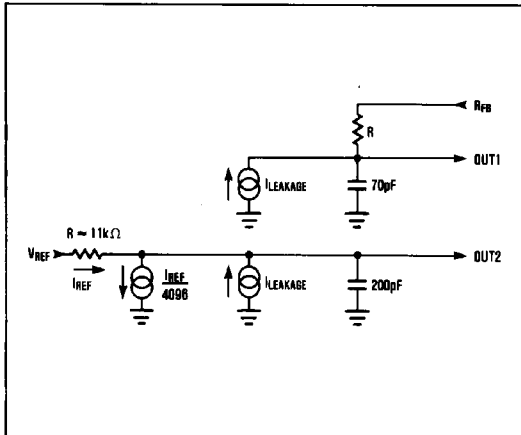 RFB
R
OUT1
ILEAKAGE
70pF
R ≈ 11kΩ
VREF
OUT2
IREF
IREF
4096
ILEAKAGE
200pF